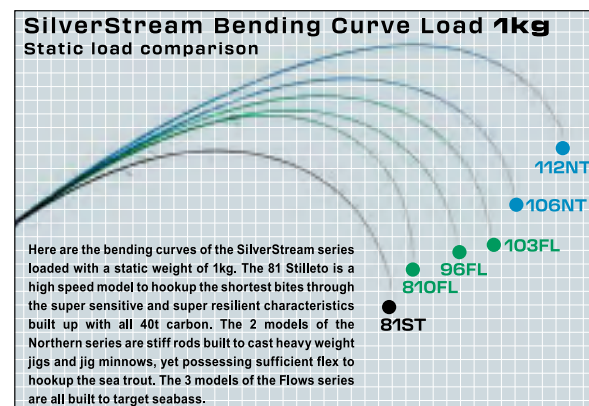 SilverStream Bending Curve Load 1kg
Static load comparison
112NT
106NT
103FL
96FL
810FL
81ST
Here are the bending curves of the SilverStream series
loaded with a static weight of 1kg. The 81 Stilleto is a
high speed model to hookup the shortest bites through
the super sensitive and yet super resilient characteristics
built up with all 40t carbon. The 2 models of the
Northern series are stiff rods built to cast heavy weight
jigs and jig minnows, yet possessing sufficient flex to
hookup the sea trout. The 3 models of the Flows series
are all built to target seabass.